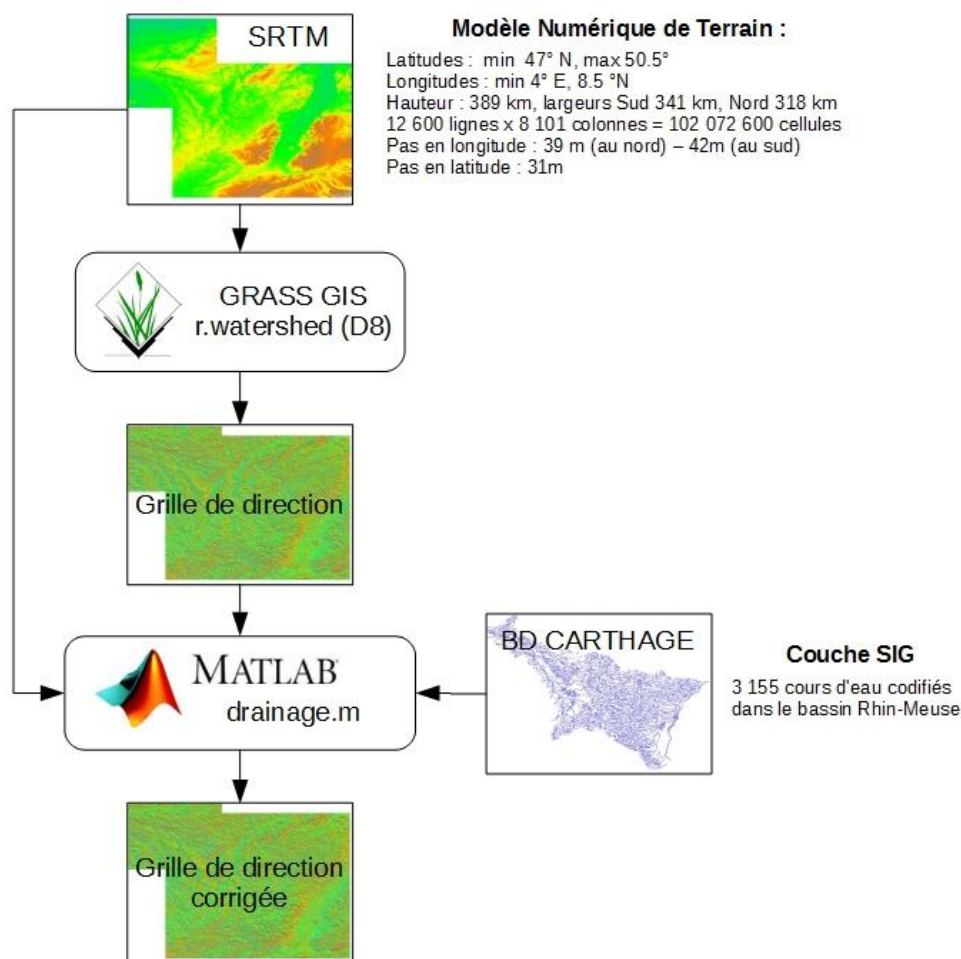 SRTM
Modèle Numérique de Terrain :
Latitudes : min 47° N, max 50.5°
Longitudes : min 4° E, 8.5 °N
Hauteur : 389 km, largeurs Sud 341 km, Nord 318 km
12 600 lignes x 8 101 colonnes = 102 072 600 cellules
Pas en longitude : 39 m (au nord) – 42m (au sud)
Pas en latitude : 31m
GRASS GIS
r.watershed (D8)
Grille de direction
MATLAB
drainage.m
BD CARTHAGE
Couche SIG
3 155 cours d'eau codifiés
dans le bassin Rhin-Meuse
Grille de direction
corrigée